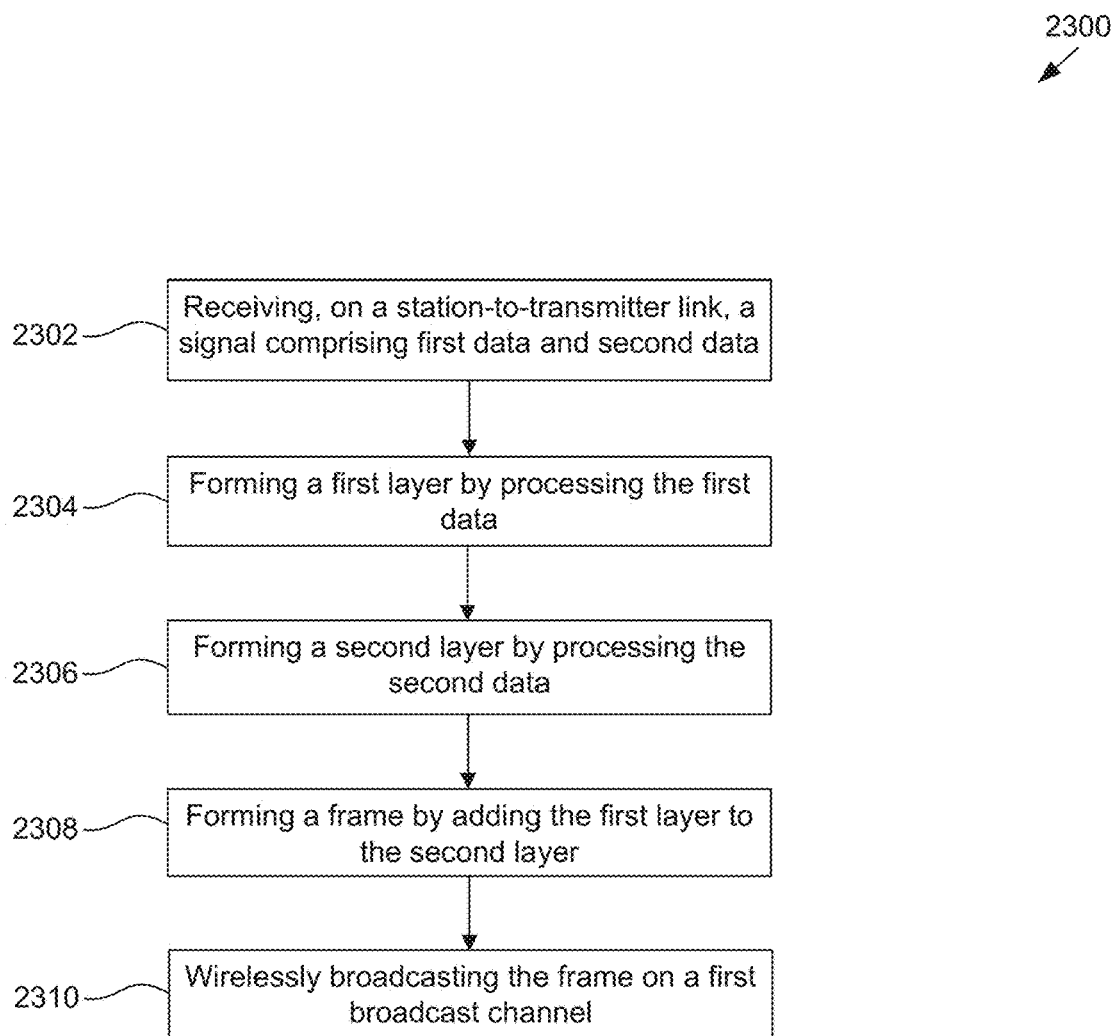 2300
2302
Receiving, on a station-to-transmitter link, a
signal comprising first data and second data
2304
Forming a first layer by processing the first
data
2306
Forming a second layer by processing the
second data
2308
Forming a frame by adding the first layer to
the second layer
2310
Wirelessly broadcasting the frame on a first
broadcast channel